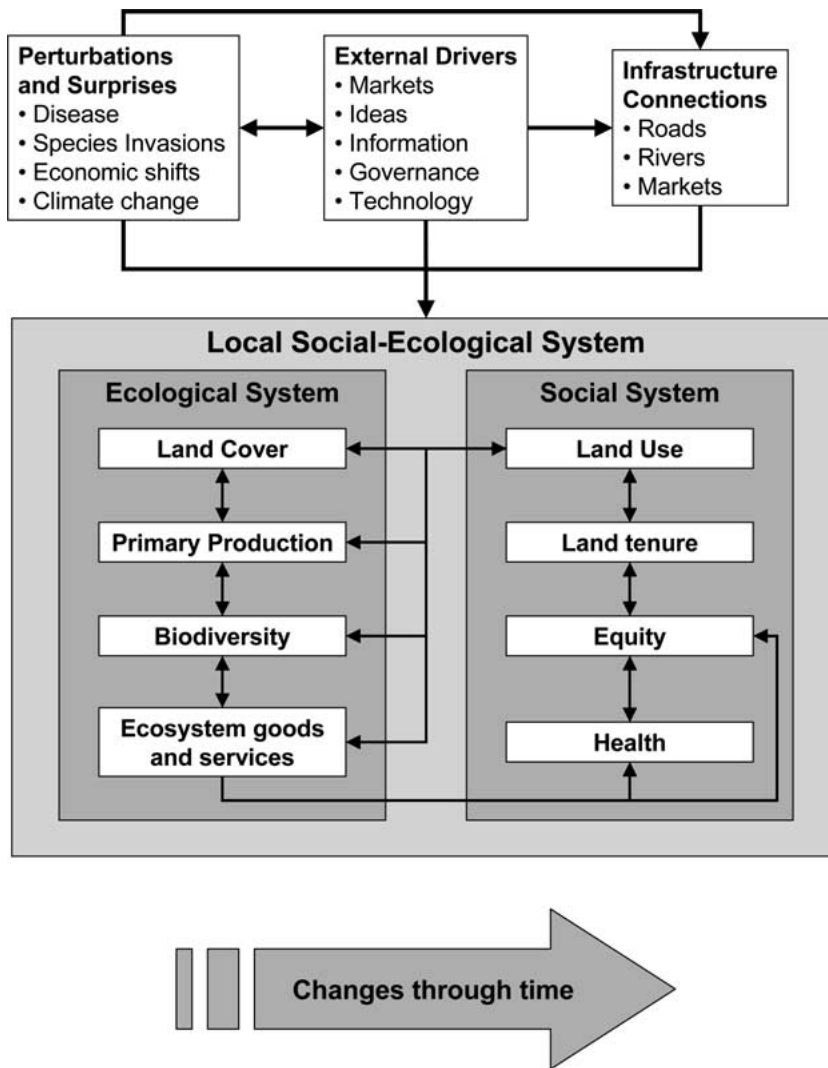 Perturbations
and Surprises
• Disease
• Species Invasions
• Economic shifts
• Climate change
External Drivers
• Markets
• Ideas
• Information
• Governance
• Technology
Infrastructure
Connections
• Roads
• Rivers
• Markets
Local Social-Ecological System
Ecological System
Land Cover
Primary Production
Biodiversity
Ecosystem goods
and services
Social System
Land Use
Land tenure
Equity
Health
Changes through time